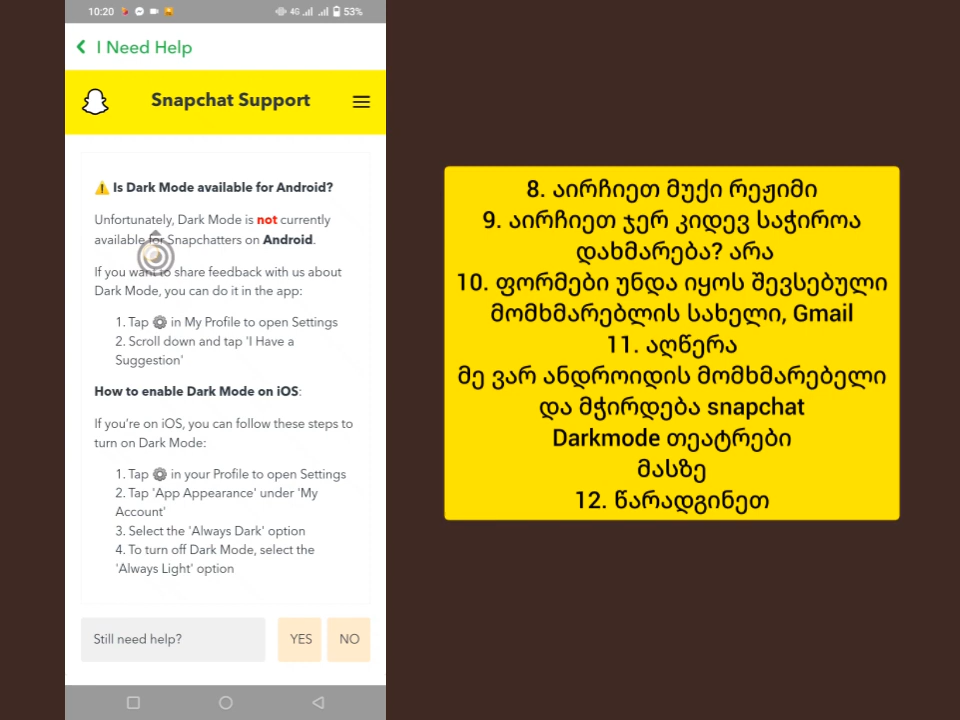 10:20
4G
53%
I Need Help
Snapchat Support
⚠️ Is Dark Mode available for Android?
Unfortunately, Dark Mode is not currently
available for Snapchatters on Android.
If you want to share feedback with us about
Dark Mode, you can do it in the app:
1. Tap ⚙ in My Profile to open Settings
2. Scroll down and tap 'I Have a
Suggestion'
How to enable Dark Mode on iOS:
If you're on iOS, you can follow these steps to
turn on Dark Mode:
1. Tap ⚙ in your Profile to open Settings
2. Tap 'App Appearance' under 'My
Account'
3. Select the 'Always Dark' option
4. To turn off Dark Mode, select the
'Always Light' option
Still need help?
YES
NO
8. აირჩიეთ მუქი რეჟიმი
9. აირჩიეთ ჯერ კიდევ საჭიროა
დახმარება? არა
10. ფორმები უნდა იყოს შევსებული
მომხმარებლის სახელი, Gmail
11. აღწერა
მე ვარ ანდროიდის მომხმარებელი
და მჭირდება snapchat
Darkmode თეატრები
მასზე
12. წარადგინეთ